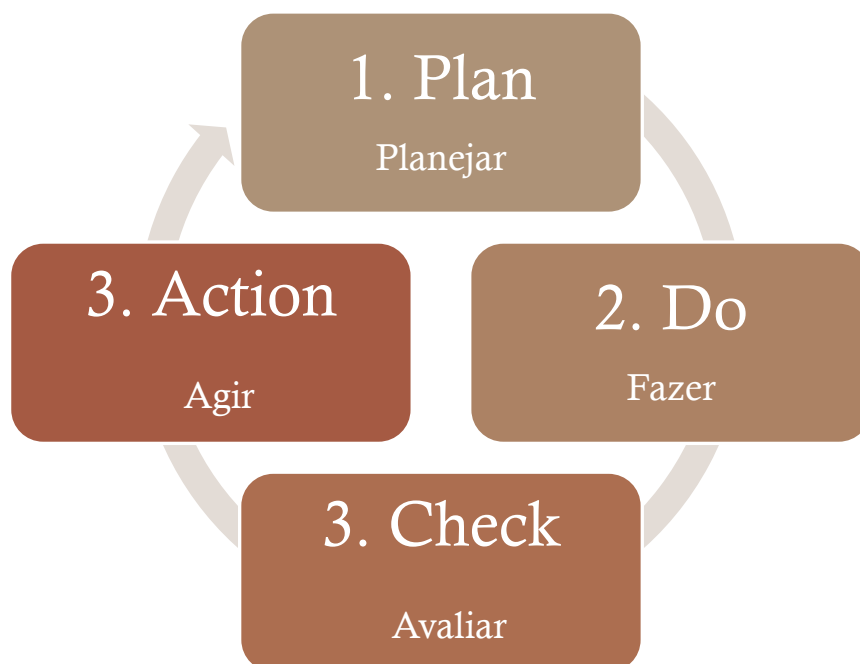 1. Plan
Planejar
2. Do
Fazer
3. Check
Avaliar
3. Action
Agir